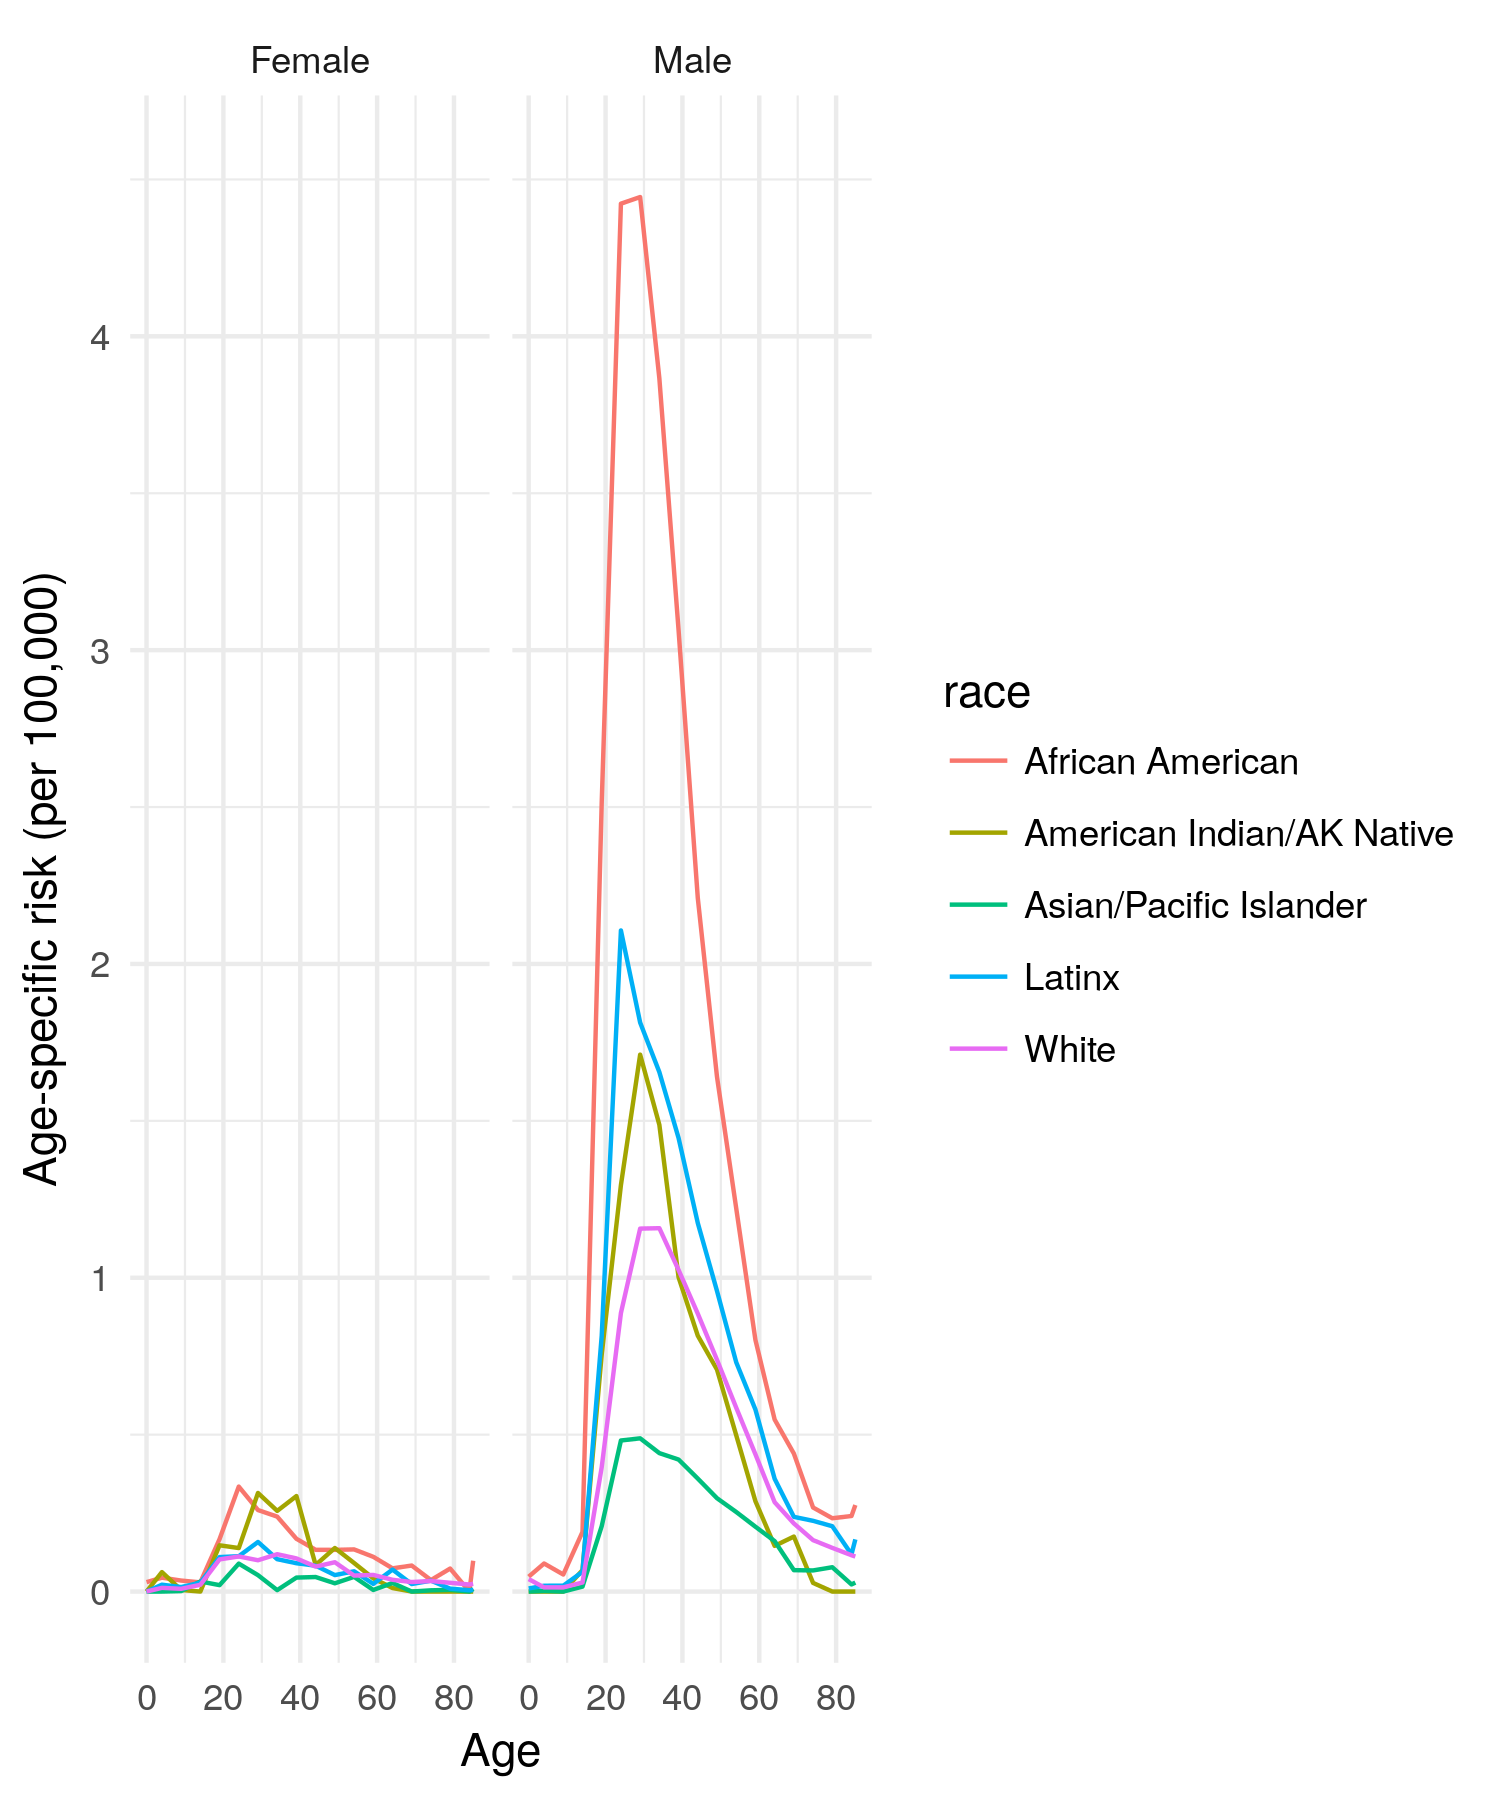 Female Male
Age-specific risk (per 100,000)
4
3
2
1
0
0 20 40 60 80 0 20 40 60 80
Age
race
African American
American Indian/AK Native
Asian/Pacific Islander
Latinx
White